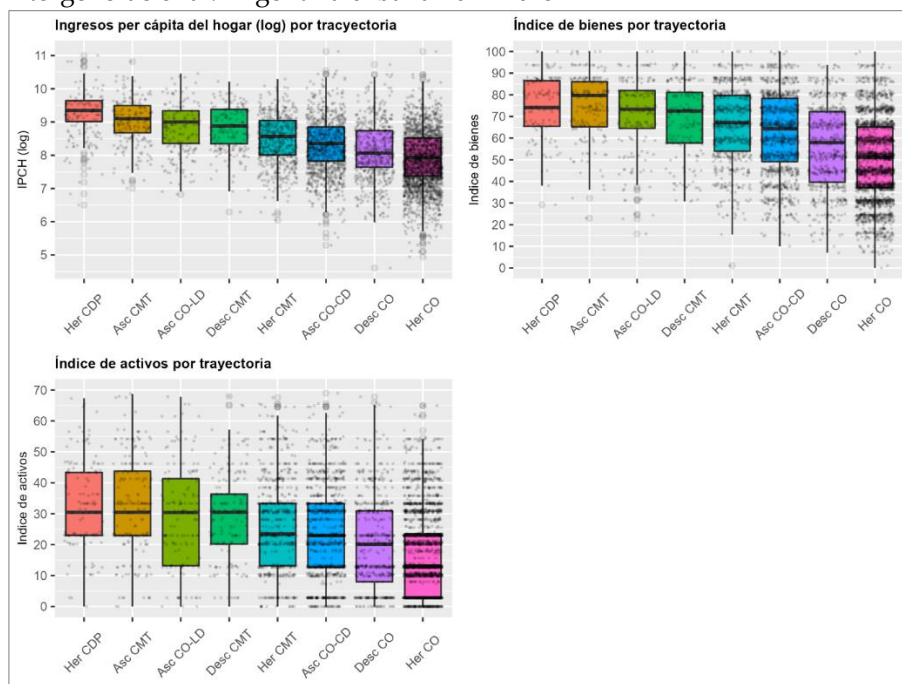 Ingresos per cápita del hogar (log) por tracyectoria
IPCH (log)
11
10
9
8
7
6
5
Her CDP
Asc CMT
Asc CO-LD
Desc CMT
Her CMT
Asc CO-CD
Desc CO
Her CO
Índice de bienes por trayectoria
Indice de bienes
100
90
80
70
60
50
40
30
20
10
0
Her CDP
Asc CMT
Asc CO-LD
Desc CMT
Her CMT
Asc CO-CD
Desc CO
Her CO
Índice de activos por trayectoria
Indice de activos
70
60
50
40
30
20
10
0
Her CDP
Asc CMT
Asc CO-LD
Desc CMT
Her CMT
Asc CO-CD
Desc CO
Her CO